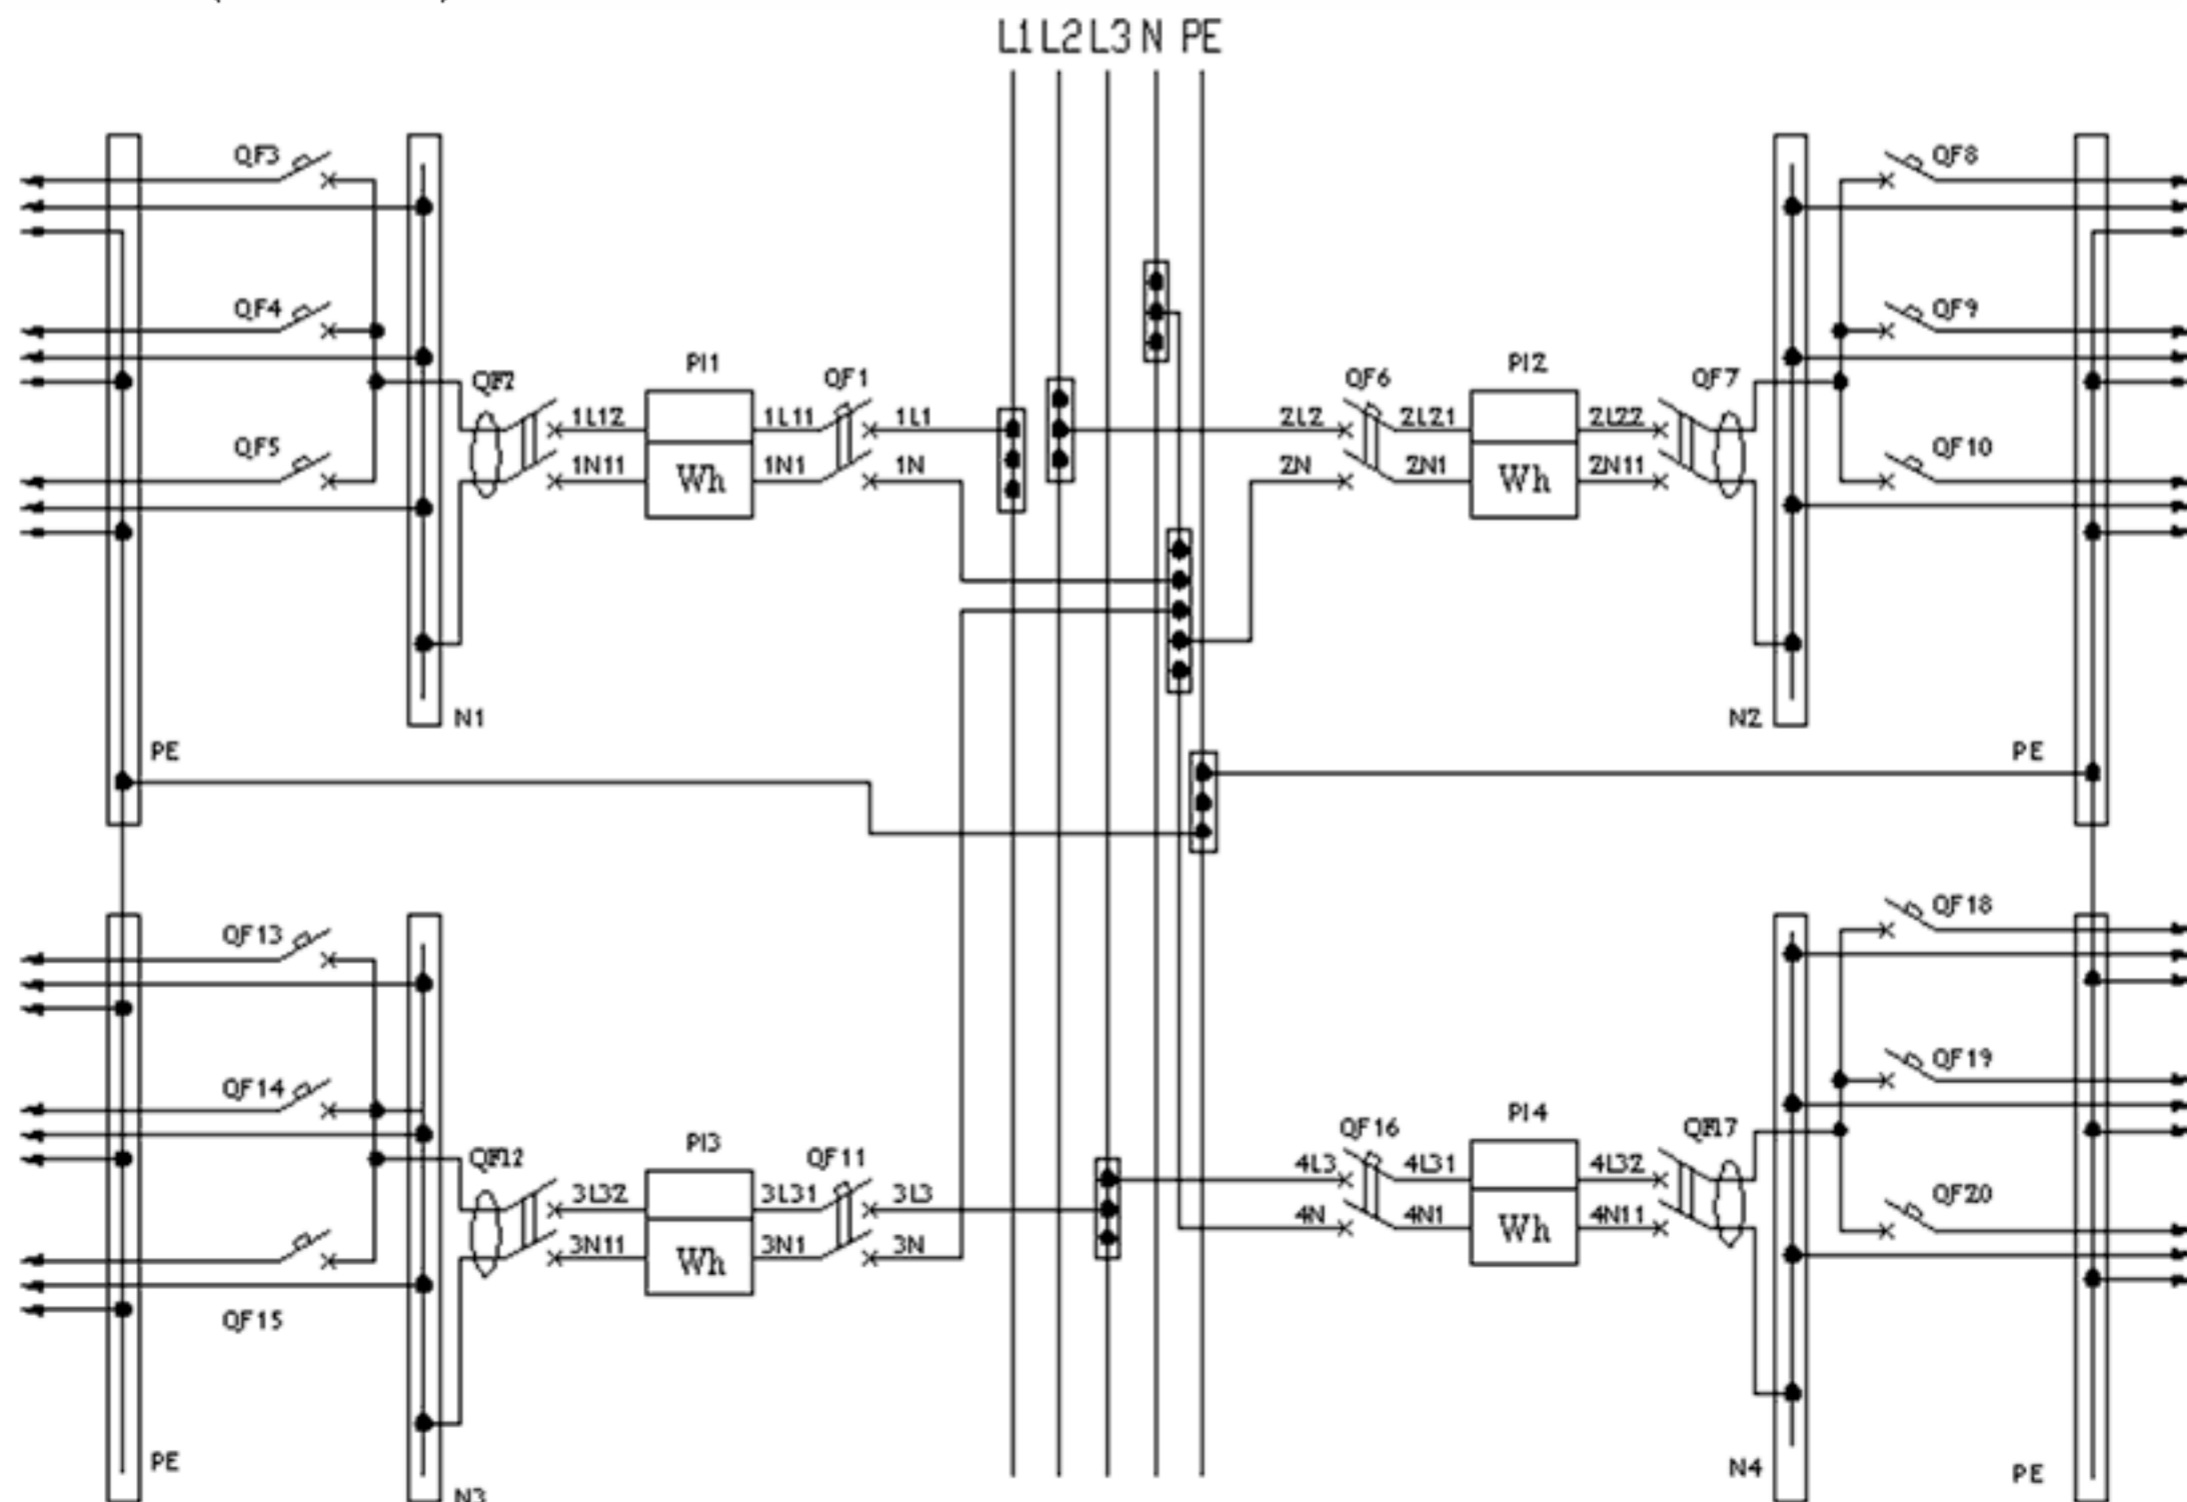 L1 L2 L3 N PE
QF3
QF8
QF4
QF9
PI1
PI2
QF2
QF1
QF6
QF7
1L12
1L11
1L1
2L2
2L21
2L22
QF5
QF10
1N11
Wh
1N1
1N
2N
2N1
Wh
2N11
N1
N2
PE
PE
QF13
QF18
QF14
QF19
PI3
PI4
QF12
QF11
QF16
QF17
3L32
3L31
3L3
4L3
4L31
4L32
QF20
3N11
Wh
3N1
3N
4N
4N1
Wh
4N11
QF15
PE
N3
N4
PE